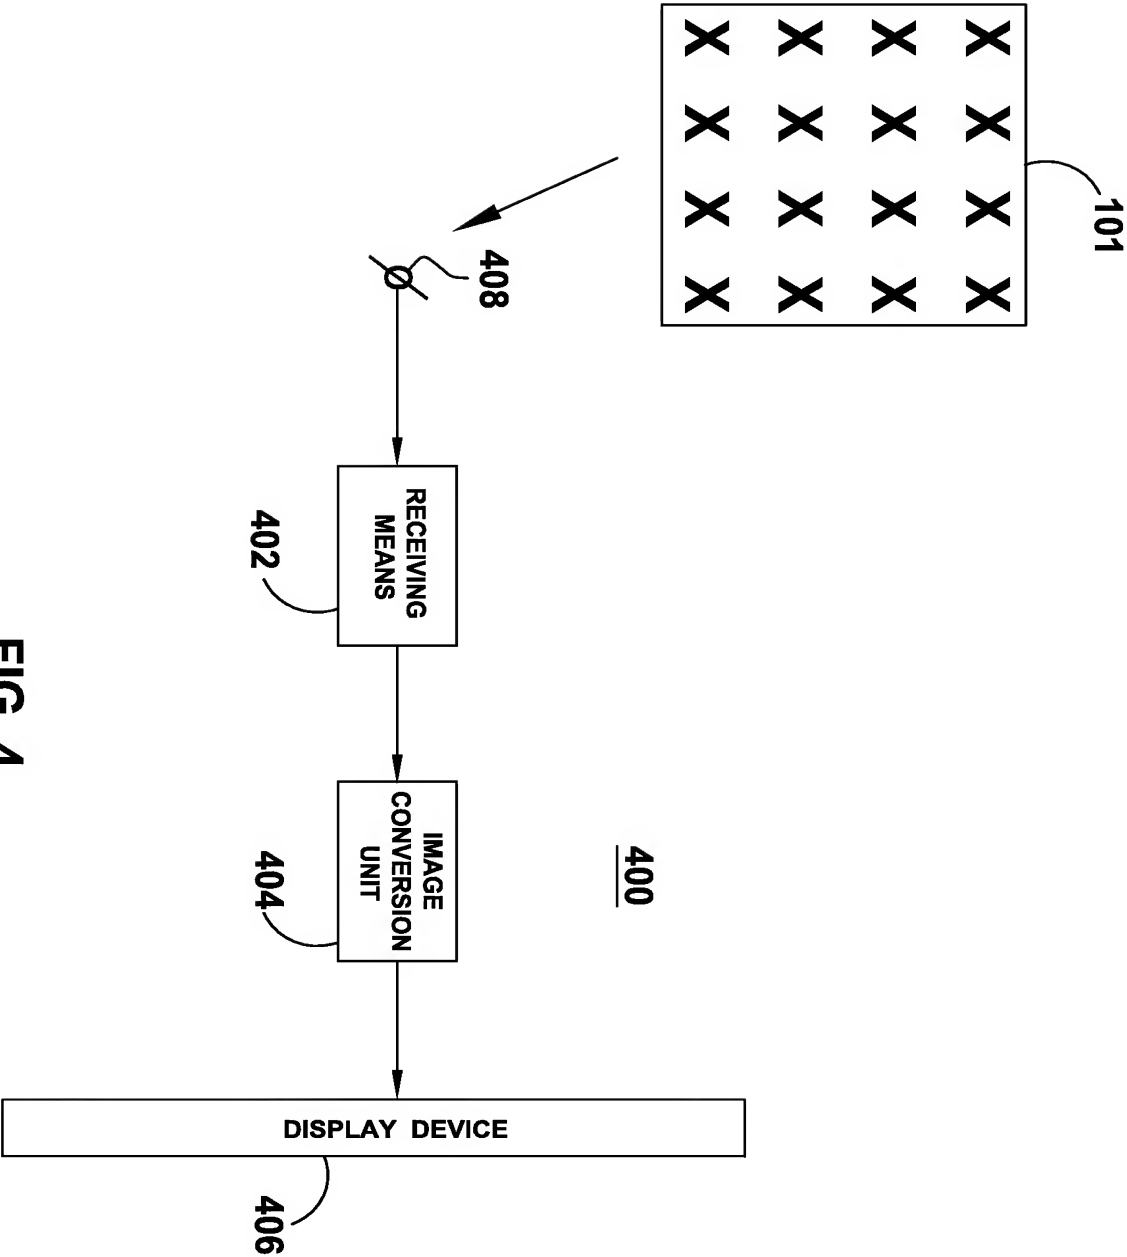 101
X X X X
X X X X
X X X X
X X X X
400
408
RECEIVING
MEANS
402
IMAGE
CONVERSION
UNIT
404
DISPLAY DEVICE
406
FIG 4